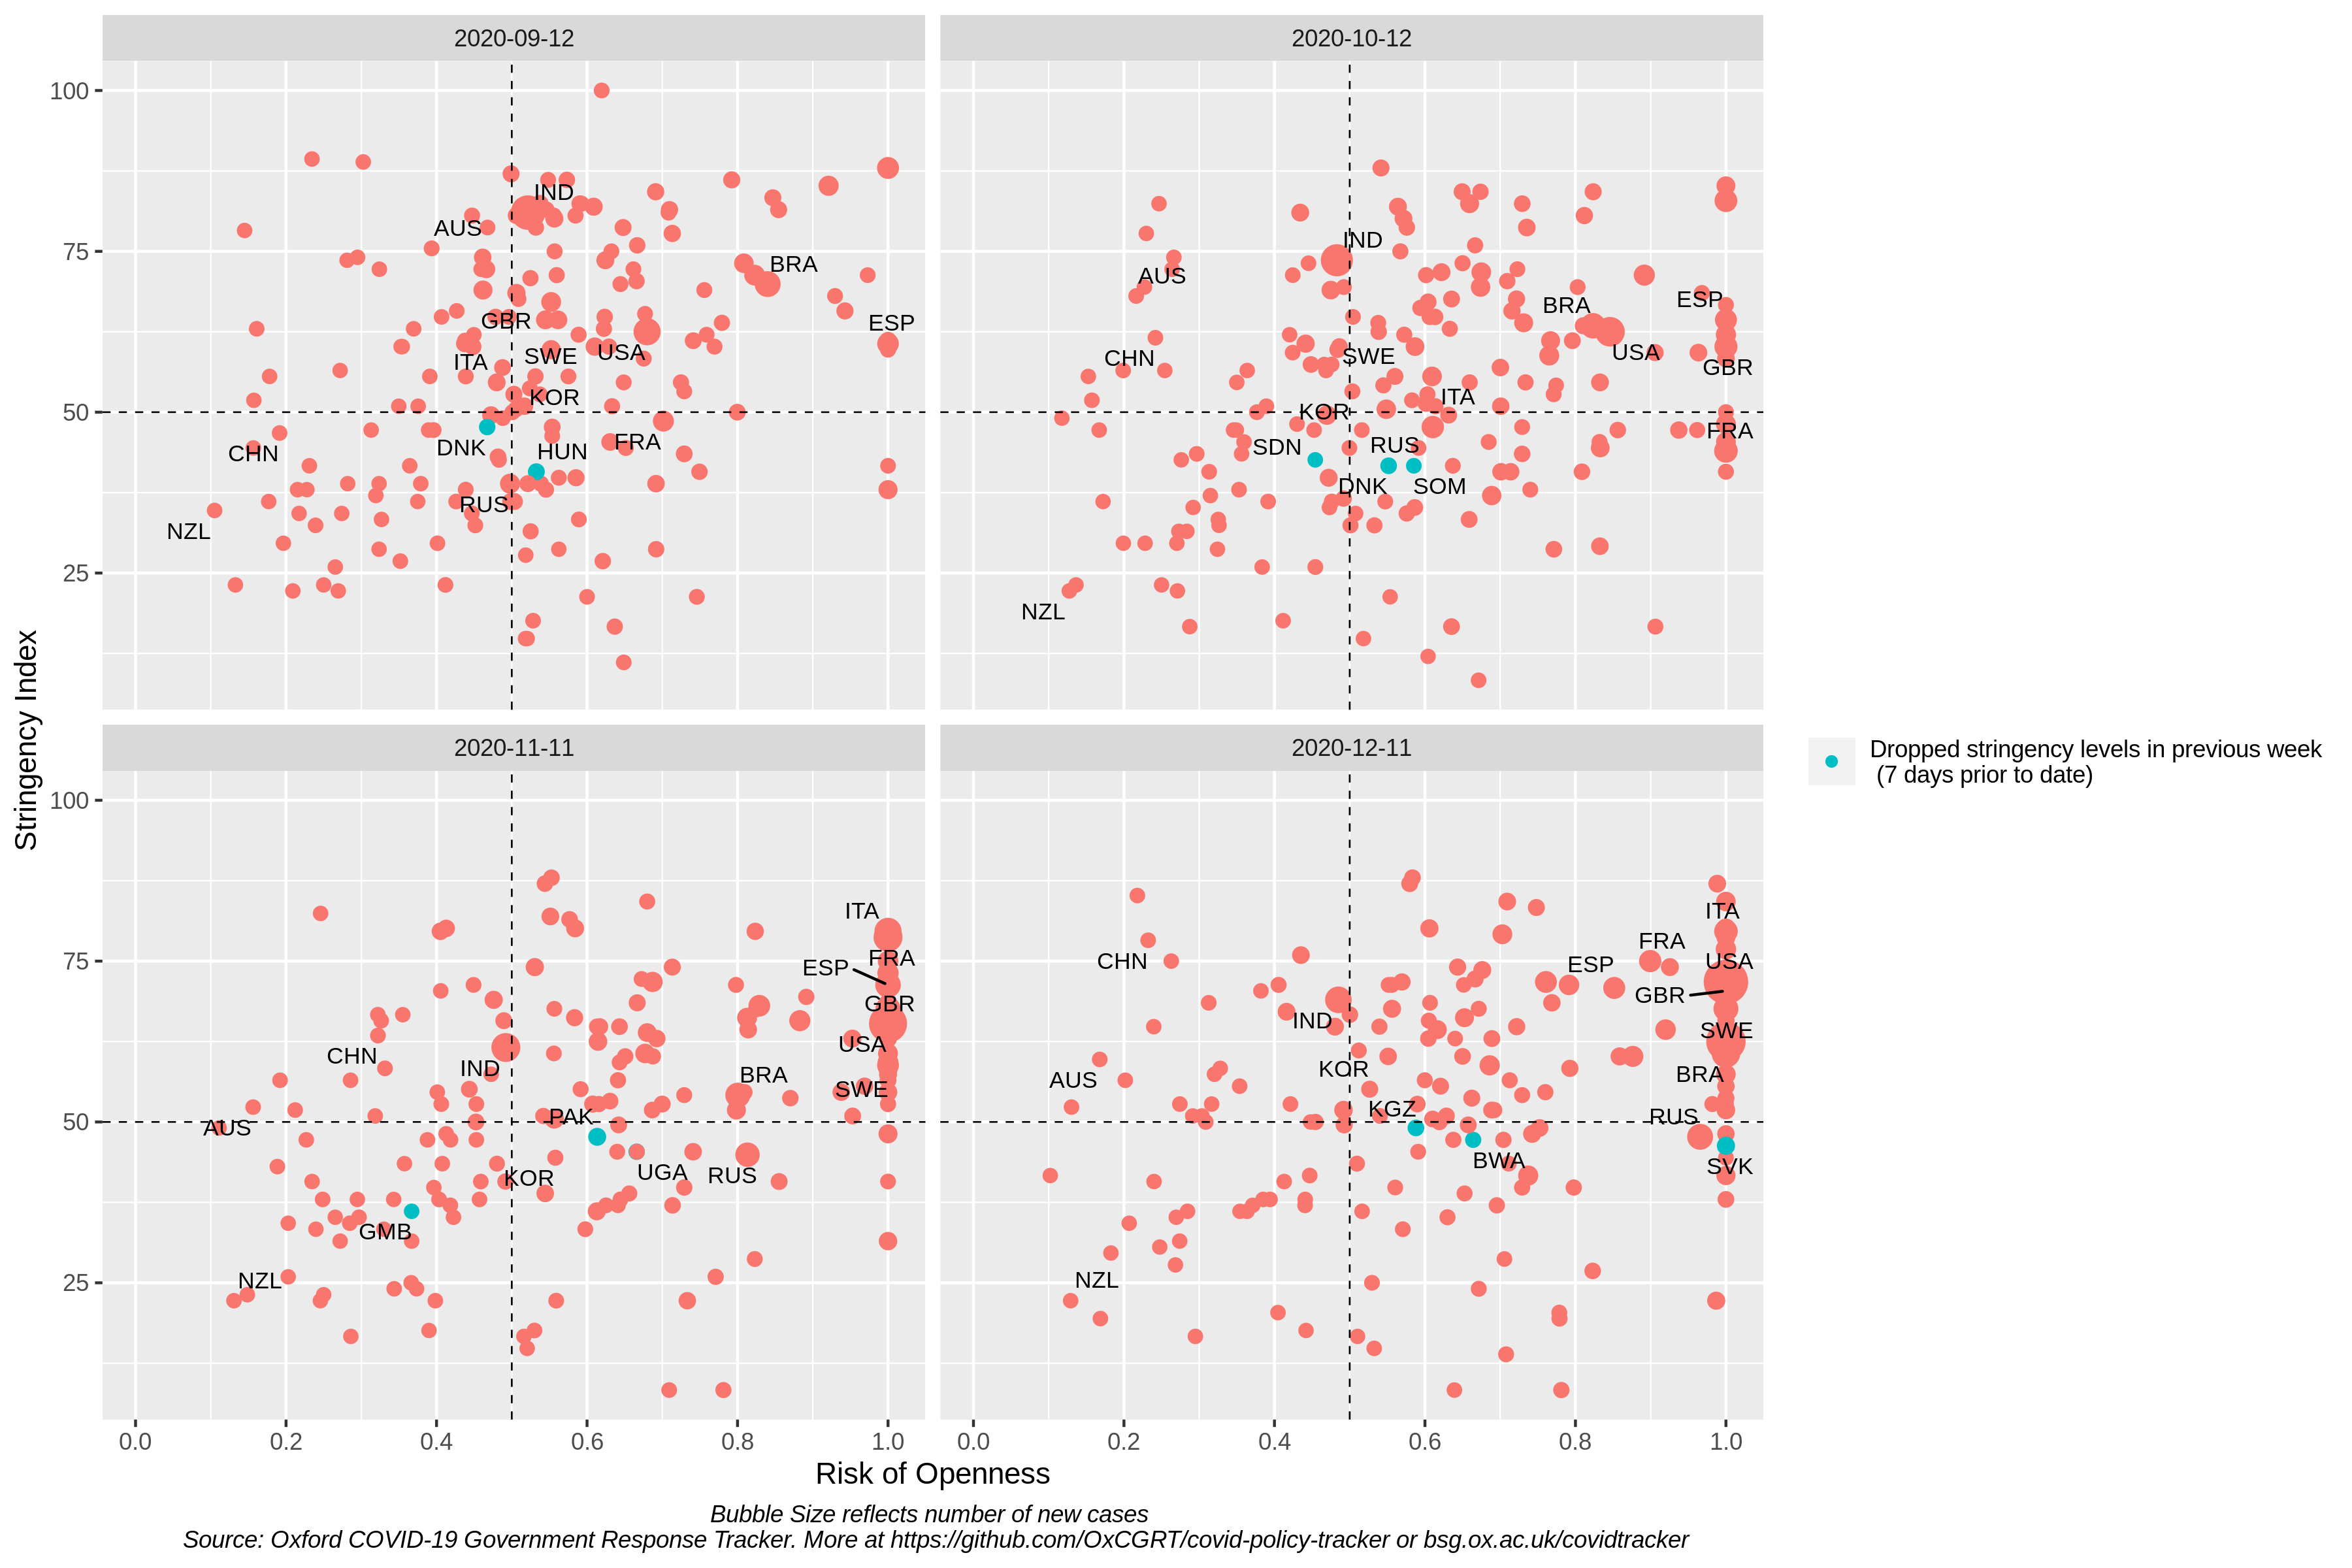 2020-09-12
2020-10-12
100
75
50
25
IND
AUS
BRA
GBR
ESP
ITA
SWE
USA
KOR
CHN
DNK
HUN
FRA
RUS
NZL
IND
AUS
ESP
BRA
CHN
SWE
USA
GBR
ITA
KOR
FRA
SDN
RUS
DNK
SOM
NZL
Stringency Index
2020-11-11
2020-12-11
100
75
50
25
ITA
FRA
ESP
GBR
USA
CHN
IND
BRA
SWE
PAK
AUS
KOR
UGA
RUS
GMB
NZL
ITA
FRA
CHN
ESP
USA
GBR
IND
SWE
KOR
AUS
BRA
KGZ
RUS
BWA
SVK
NZL
Dropped stringency levels in previous week
(7 days prior to date)
0.0
0.2
0.4
0.6
0.8
1.0
0.0
0.2
0.4
0.6
0.8
1.0
Risk of Openness
Bubble Size reflects number of new cases
Source: Oxford COVID-19 Government Response Tracker. More at https://github.com/OxCGRT/covid-policy-tracker or bsg.ox.ac.uk/covidtracker